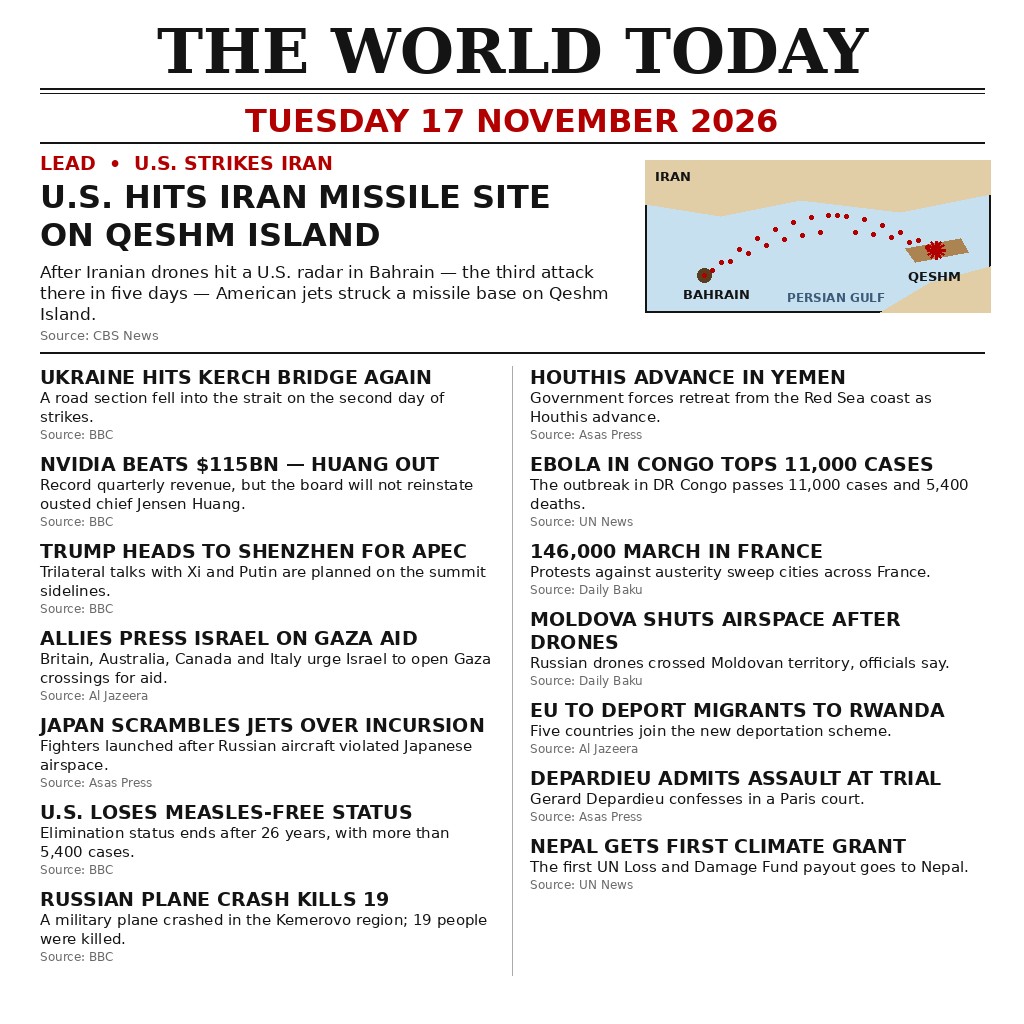 THE WORLD TODAY
TUESDAY 17 NOVEMBER 2026
LEAD • U.S. STRIKES IRAN
U.S. HITS IRAN MISSILE SITE
ON QESHM ISLAND
After Iranian drones hit a U.S. radar in Bahrain — the third attack
there in five days — American jets struck a missile base on Qeshm
Island.
Source: CBS News
IRAN
QESHM
BAHRAIN
PERSIAN GULF
UKRAINE HITS KERCH BRIDGE AGAIN
A road section fell into the strait on the second day of
strikes.
Source: BBC
NVIDIA BEATS $115BN — HUANG OUT
Record quarterly revenue, but the board will not reinstate
ousted chief Jensen Huang.
Source: BBC
TRUMP HEADS TO SHENZHEN FOR APEC
Trilateral talks with Xi and Putin are planned on the summit
sidelines.
Source: BBC
ALLIES PRESS ISRAEL ON GAZA AID
Britain, Australia, Canada and Italy urge Israel to open Gaza
crossings for aid.
Source: Al Jazeera
JAPAN SCRAMBLES JETS OVER INCURSION
Fighters launched after Russian aircraft violated Japanese
airspace.
Source: Asas Press
U.S. LOSES MEASLES-FREE STATUS
Elimination status ends after 26 years, with more than
5,400 cases.
Source: BBC
RUSSIAN PLANE CRASH KILLS 19
A military plane crashed in the Kemerovo region; 19 people
were killed.
Source: BBC
HOUTHIS ADVANCE IN YEMEN
Government forces retreat from the Red Sea coast as
Houthis advance.
Source: Asas Press
EBOLA IN CONGO TOPS 11,000 CASES
The outbreak in DR Congo passes 11,000 cases and 5,400
deaths.
Source: UN News
146,000 MARCH IN FRANCE
Protests against austerity sweep cities across France.
Source: Daily Baku
MOLDOVA SHUTS AIRSPACE AFTER
DRONES
Russian drones crossed Moldovan territory, officials say.
Source: Daily Baku
EU TO DEPORT MIGRANTS TO RWANDA
Five countries join the new deportation scheme.
Source: Al Jazeera
DEPARDIEU ADMITS ASSAULT AT TRIAL
Gerard Depardieu confesses in a Paris court.
Source: Asas Press
NEPAL GETS FIRST CLIMATE GRANT
The first UN Loss and Damage Fund payout goes to Nepal.
Source: UN News